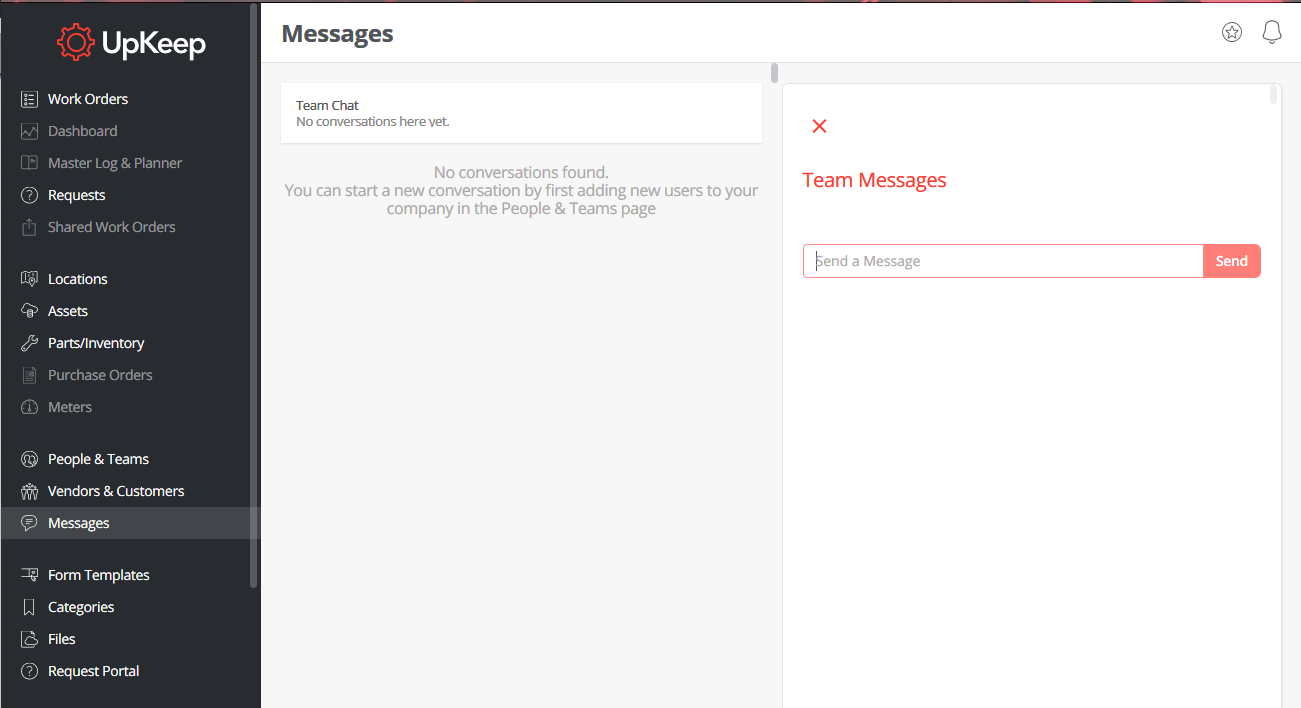 UpKeep
Work Orders
Dashboard
Master Log & Planner
Requests
Shared Work Orders
Locations
Assets
Parts/Inventory
Purchase Orders
Meters
People & Teams
Vendors & Customers
Messages
Form Templates
Categories
Files
Request Portal
Messages
Team Chat
No conversations here yet.
No conversations found.
You can start a new conversation by first adding new users to your
company in the People & Teams page
Team Messages
Send a Message
Send